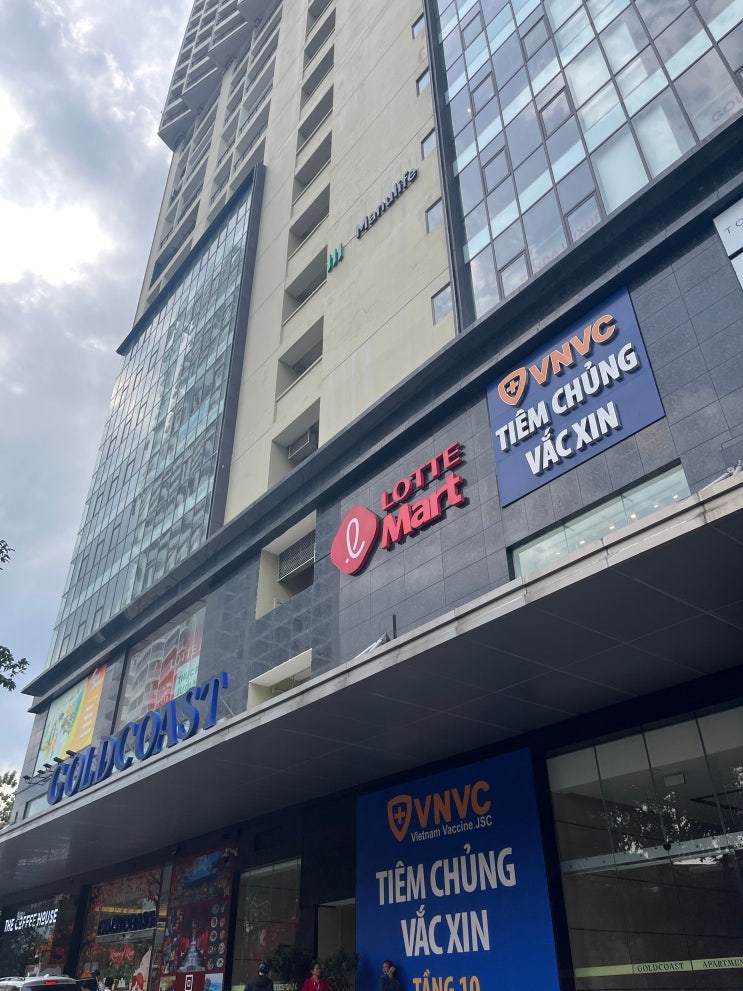 Manulife
VNVC
TIÊM CHỦNG
VẮC XIN
LOTTE
Mart
LOTTE
GOLDCOAST
VNVC
Vietnam Vaccine JSC
TIÊM CHỦNG
VẮC XIN
TẦNG 10
THE COFFEE HOUSE
GOLDCOAST
APARTMENT